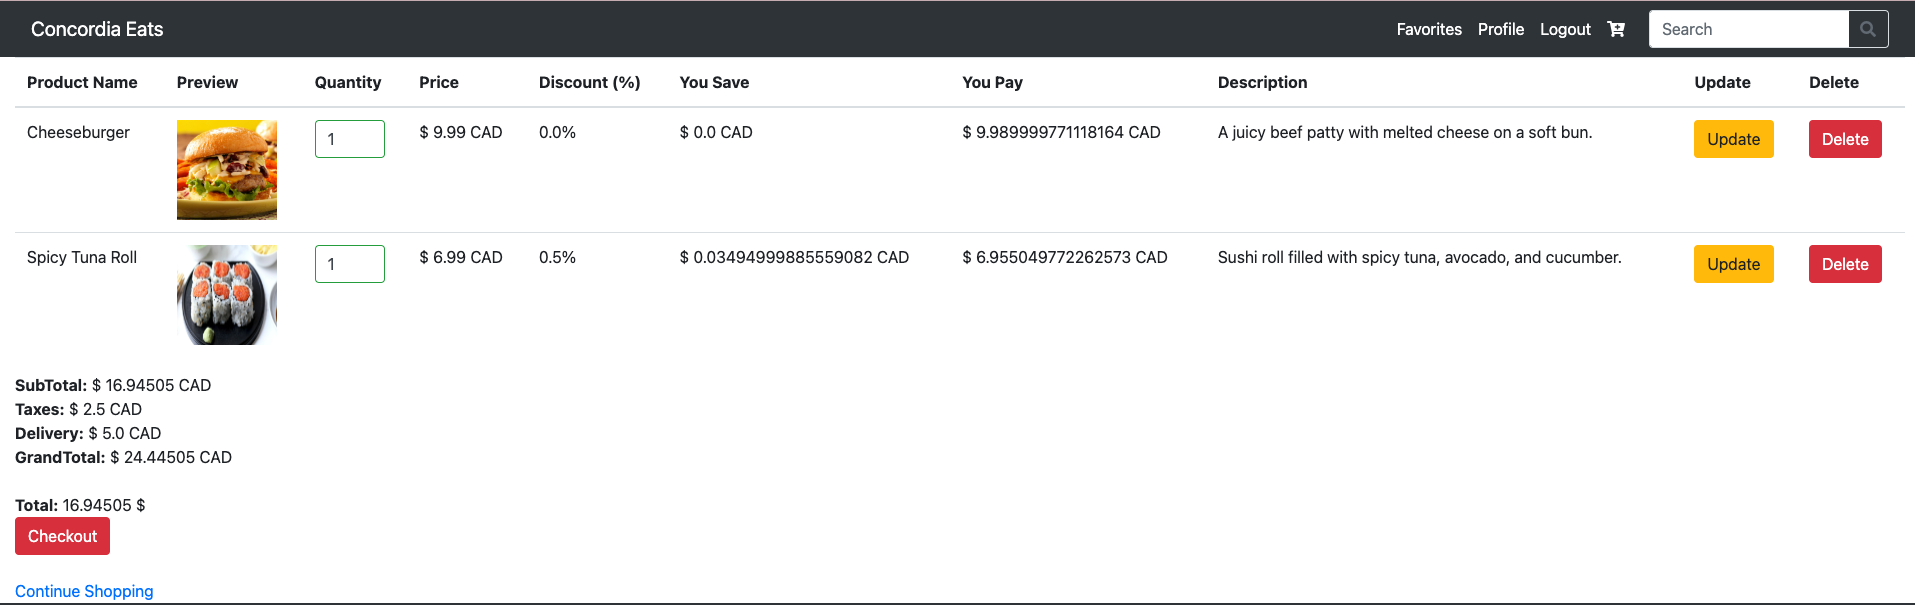 Concordia Eats Favorites Profile Logout Search
Product Name Preview Quantity Price Discount (%) You Save You Pay Description Update Delete
Cheeseburger 1 $ 9.99 CAD 0.0% $ 0.0 CAD $ 9.989999771118164 CAD A juicy beef patty with melted cheese on a soft bun. Update Delete
Spicy Tuna Roll 1 $ 6.99 CAD 0.5% $ 0.03494999885559082 CAD $ 6.955049772262573 CAD Sushi roll filled with spicy tuna, avocado, and cucumber. Update Delete
SubTotal: $ 16.94505 CAD
Taxes: $ 2.5 CAD
Delivery: $ 5.0 CAD
GrandTotal: $ 24.44505 CAD
Total: 16.94505 $
Checkout
Continue Shopping